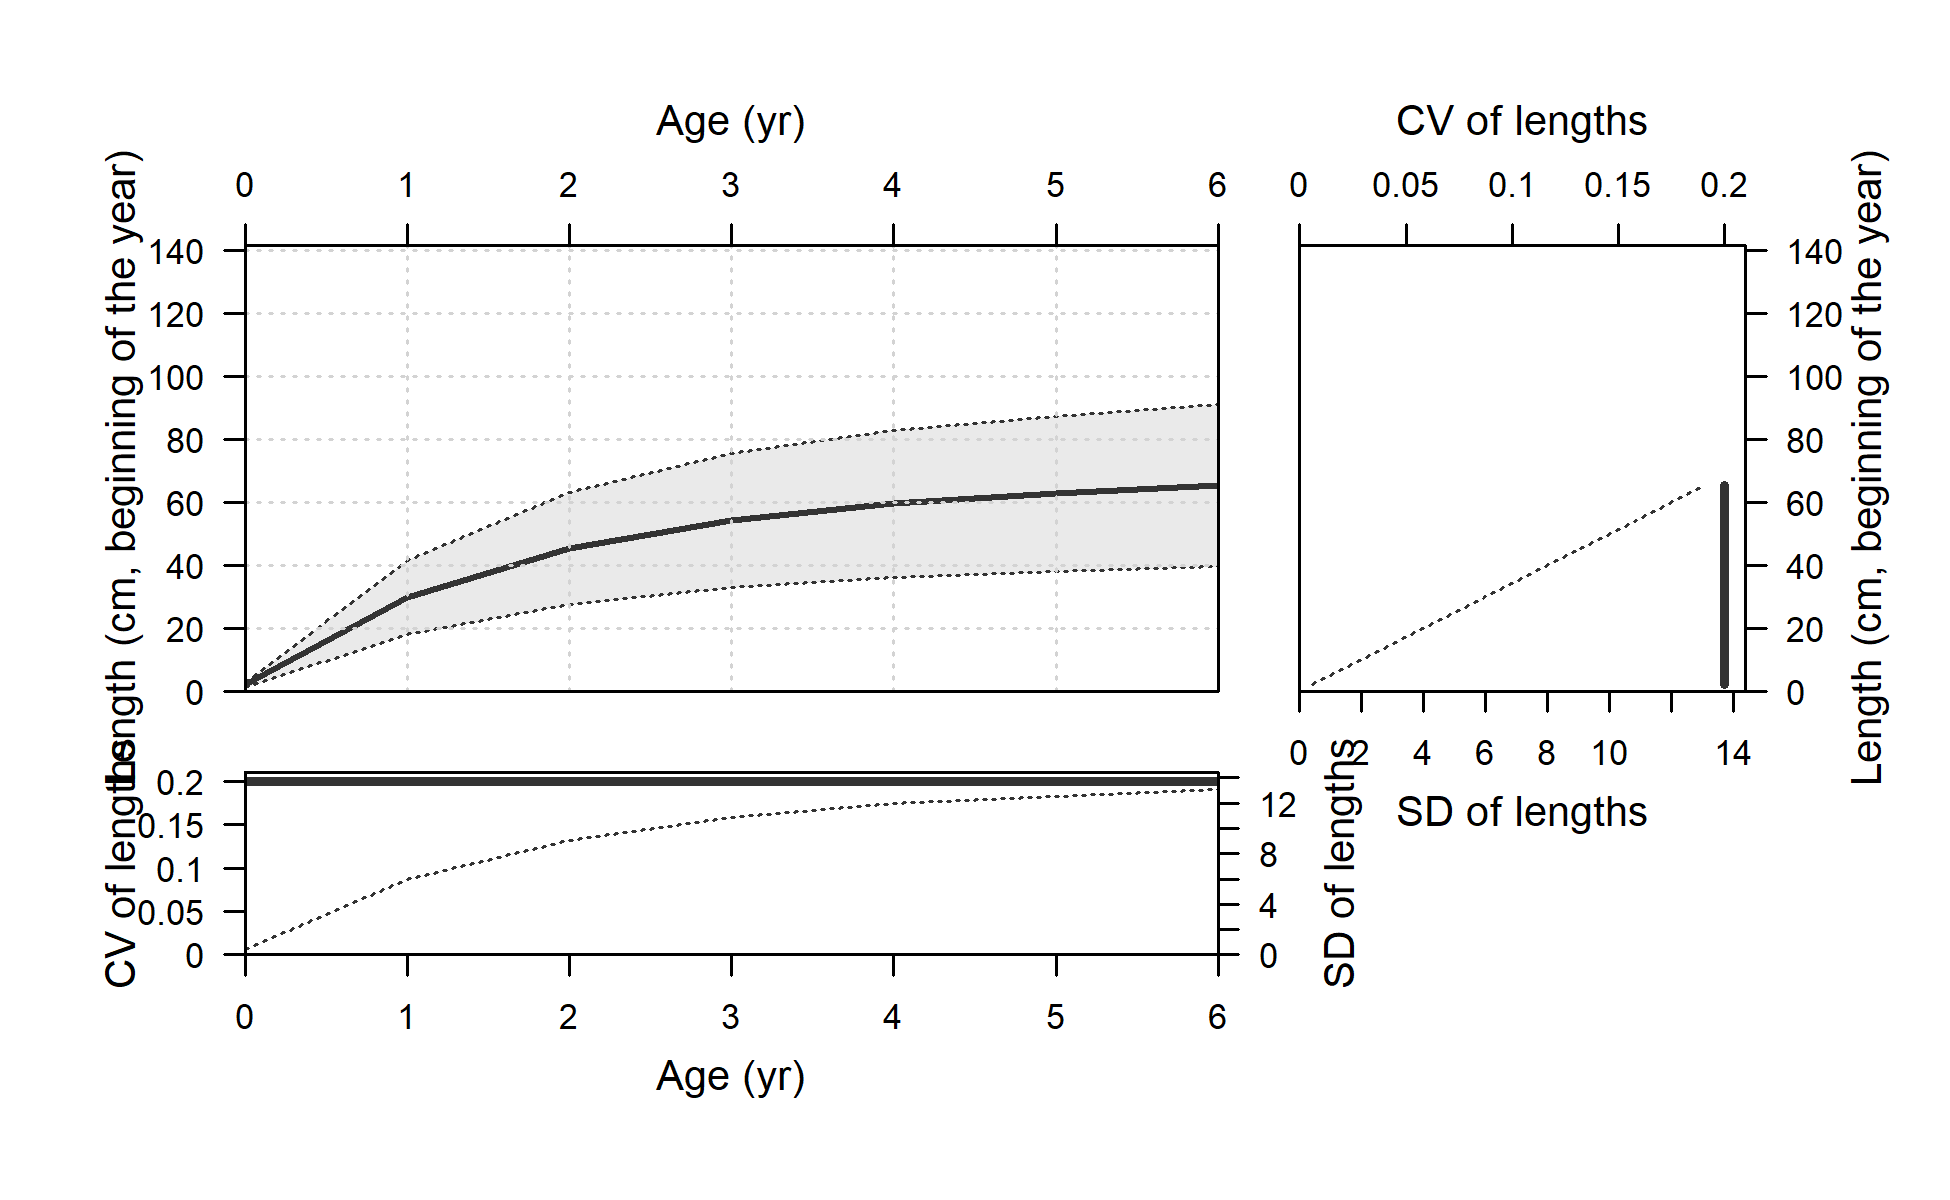 Age (yr)
CV of lengths
0 1 2 3 4 5 6
0 0.05 0.1 0.15 0.2
Length (cm, beginning of the year)
140
120
100
80
60
40
20
0
140
120
100
80
60
40
20
0
Length (cm, beginning of the year)
0 2 4 6 8 10 14
SD of lengths
CV of lengths
0.2
0.15
0.1
0.05
0
12
8
4
0
SD of lengths
0 1 2 3 4 5 6
Age (yr)